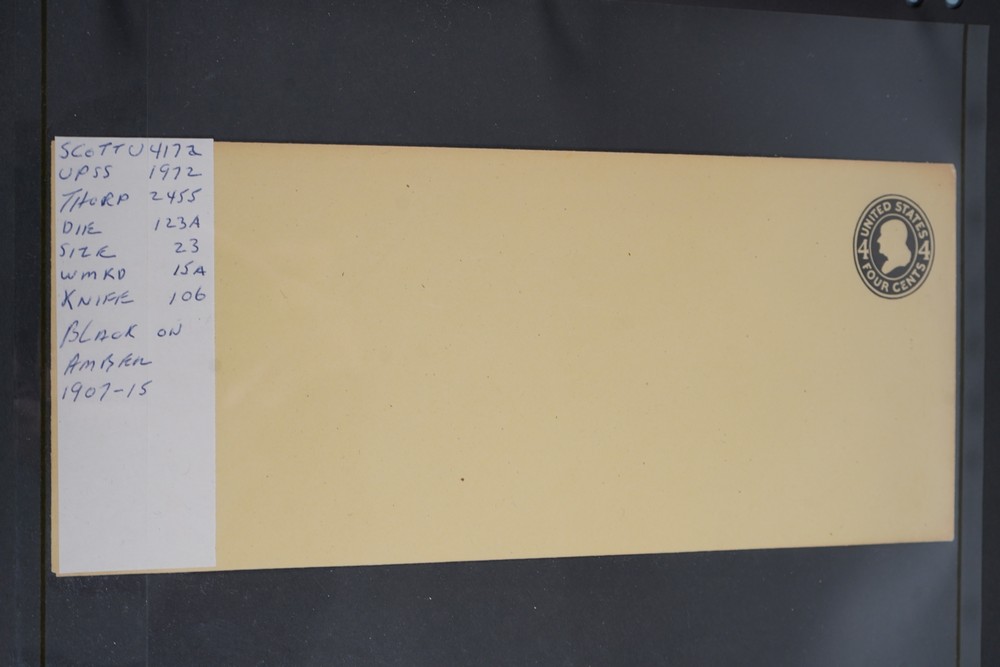 SCOTT U417a
UPSS 1972
THORP 2455
DIE 123A
SIZE 23
WMKD 15A
KNIFE 106
BLACK ON
AMBER
1907-15
UNITED STATES
4 4
FOUR CENTS